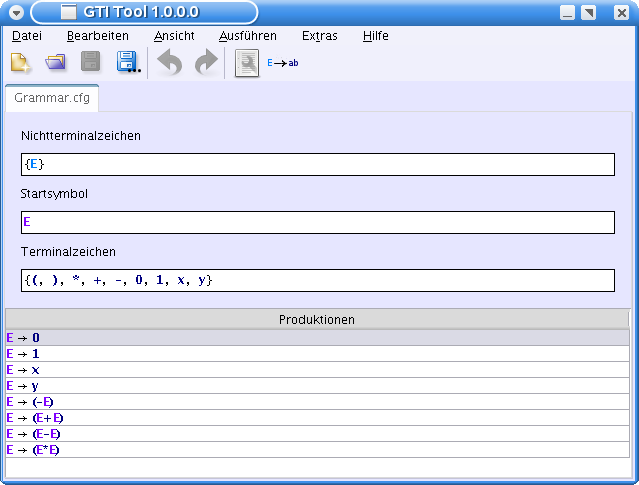 GTI Tool 1.0.0.0
Datei Bearbeiten Ansicht Ausführen Extras Hilfe
E→ab
Grammar.cfg
Nichtterminalzeichen
{E}
Startsymbol
E
Terminalzeichen
{(, ), *, +, -, 0, 1, x, y}
Produktionen
E → 0
E → 1
E → x
E → y
E → (-E)
E → (E+E)
E → (E-E)
E → (E*E)